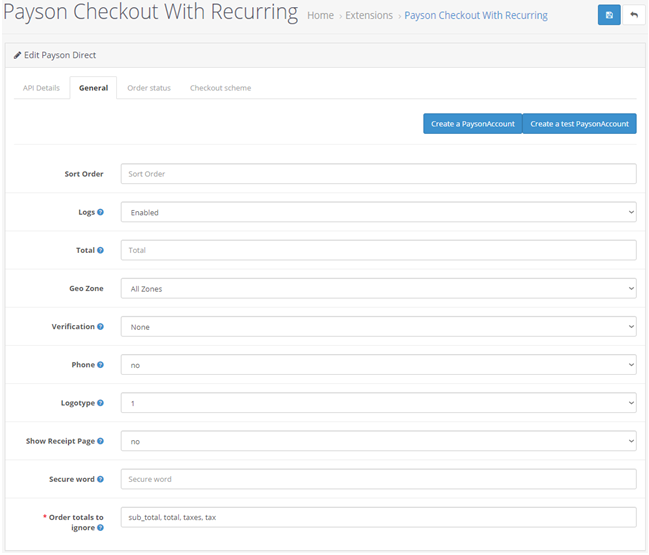 Payson Checkout With Recurring Home › Extensions › Payson Checkout With Recurring
Edit Payson Direct
API Details General Order status Checkout scheme
Create a PaysonAccount Create a test PaysonAccount
Sort Order Sort Order
Logs ? Enabled
Total ? Total
Geo Zone All Zones
Verification ? None
Phone ? no
Logotype ? 1
Show Receipt Page ? no
Secure word ? Secure word
* Order totals to
ignore ? sub_total, total, taxes, tax